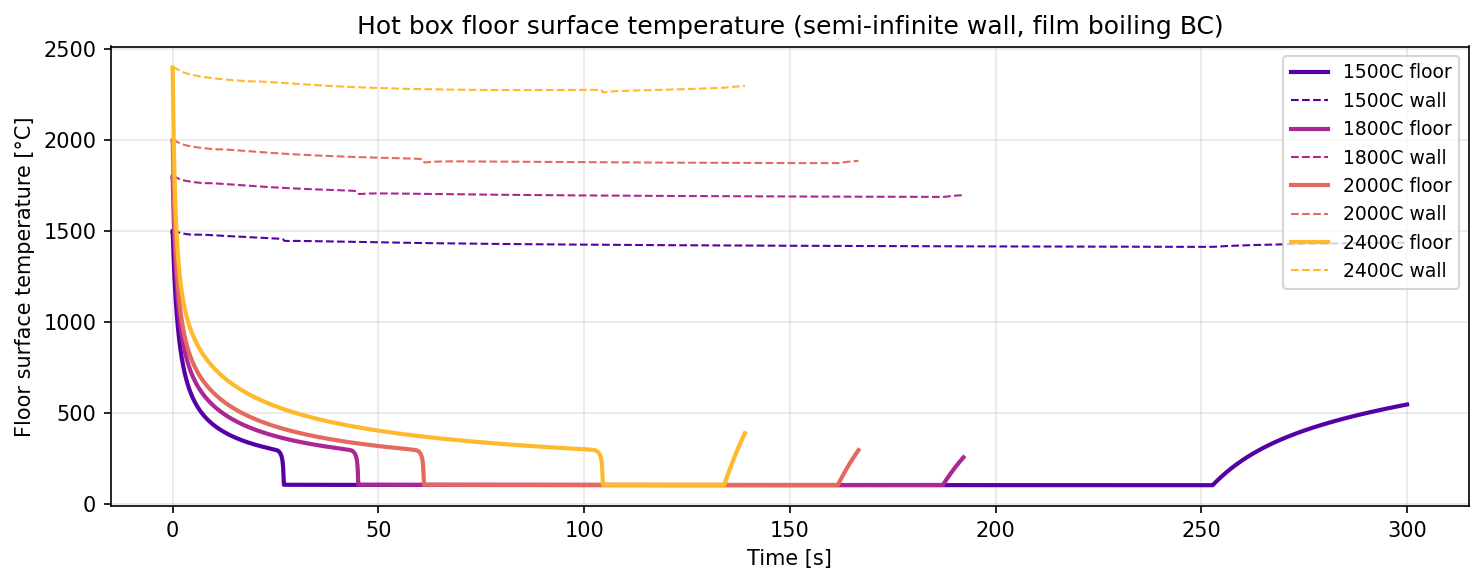 Hot box floor surface temperature (semi-infinite wall, film boiling BC)
Floor surface temperature [°C]
2500
2000
1500
1000
500
0
1500C floor
1500C wall
1800C floor
1800C wall
2000C floor
2000C wall
2400C floor
2400C wall
0 50 100 150 200 250 300
Time [s]